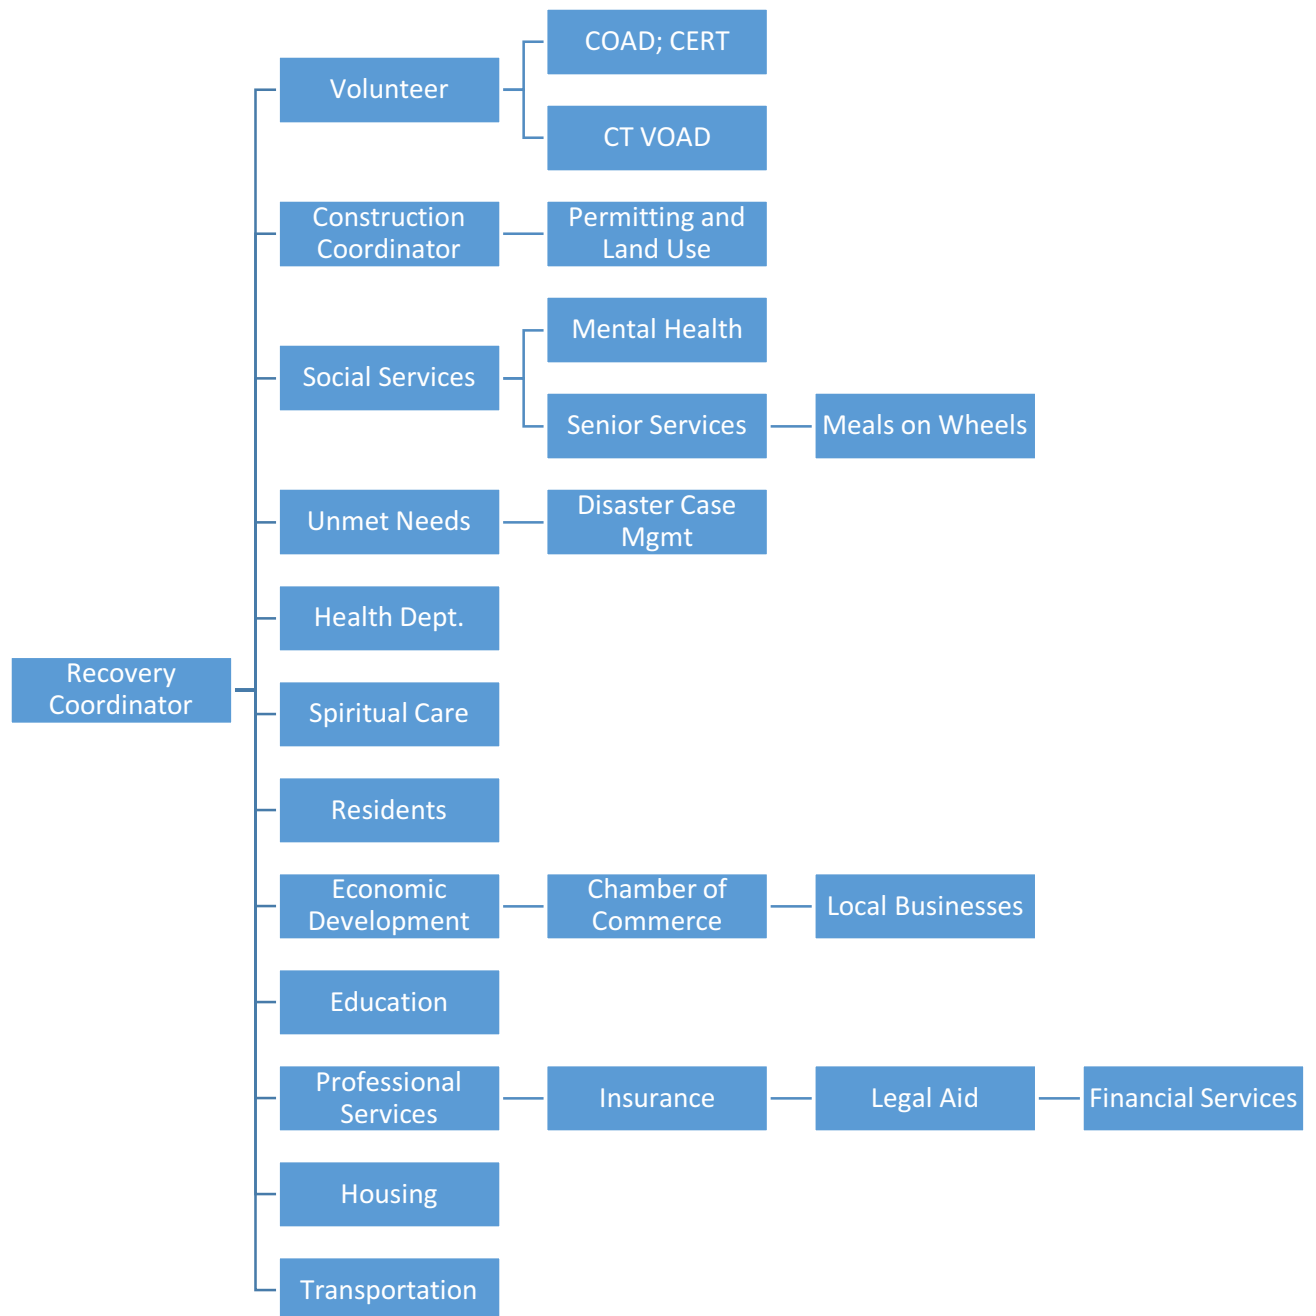 COAD; CERT
Volunteer
CT VOAD
Construction
Coordinator
Permitting and
Land Use
Mental Health
Social Services
Senior Services
Meals on Wheels
Unmet Needs
Disaster Case
Mgmt
Health Dept.
Recovery
Coordinator
Spiritual Care
Residents
Economic
Development
Chamber of
Commerce
Local Businesses
Education
Professional
Services
Insurance
Legal Aid
Financial Services
Housing
Transportation